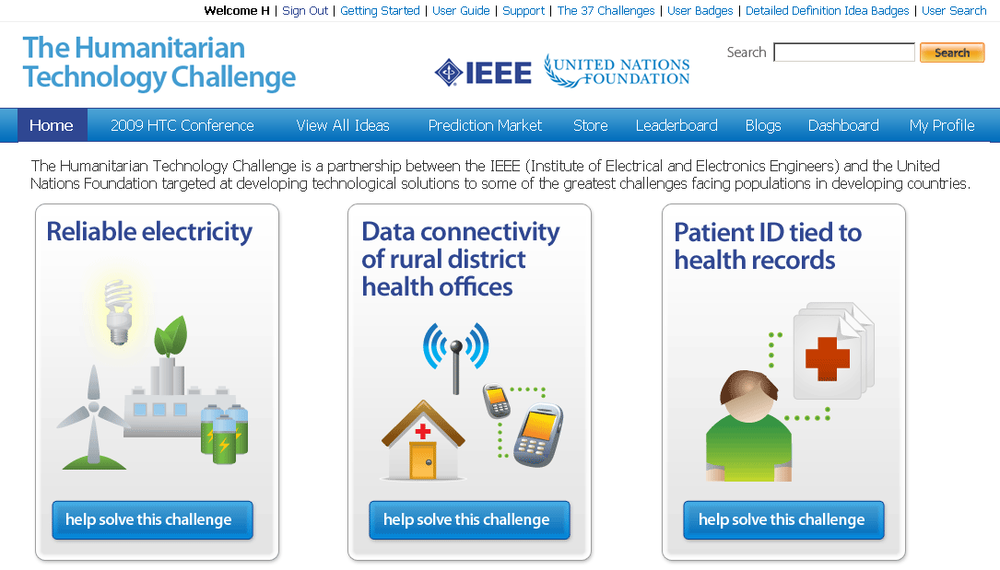 Welcome H | Sign Out | Getting Started | User Guide | Support | The 37 Challenges | User Badges | Detailed Definition Idea Badges | User Search
The Humanitarian
Technology Challenge
IEEE
UNITED NATIONS
FOUNDATION
Search
Search
Home
2009 HTC Conference
View All Ideas
Prediction Market
Store
Leaderboard
Blogs
Dashboard
My Profile
The Humanitarian Technology Challenge is a partnership between the IEEE (Institute of Electrical and Electronics Engineers) and the United
Nations Foundation targeted at developing technological solutions to some of the greatest challenges facing populations in developing countries.
Reliable electricity
help solve this challenge
Data connectivity
of rural district
health offices
help solve this challenge
Patient ID tied to
health records
help solve this challenge